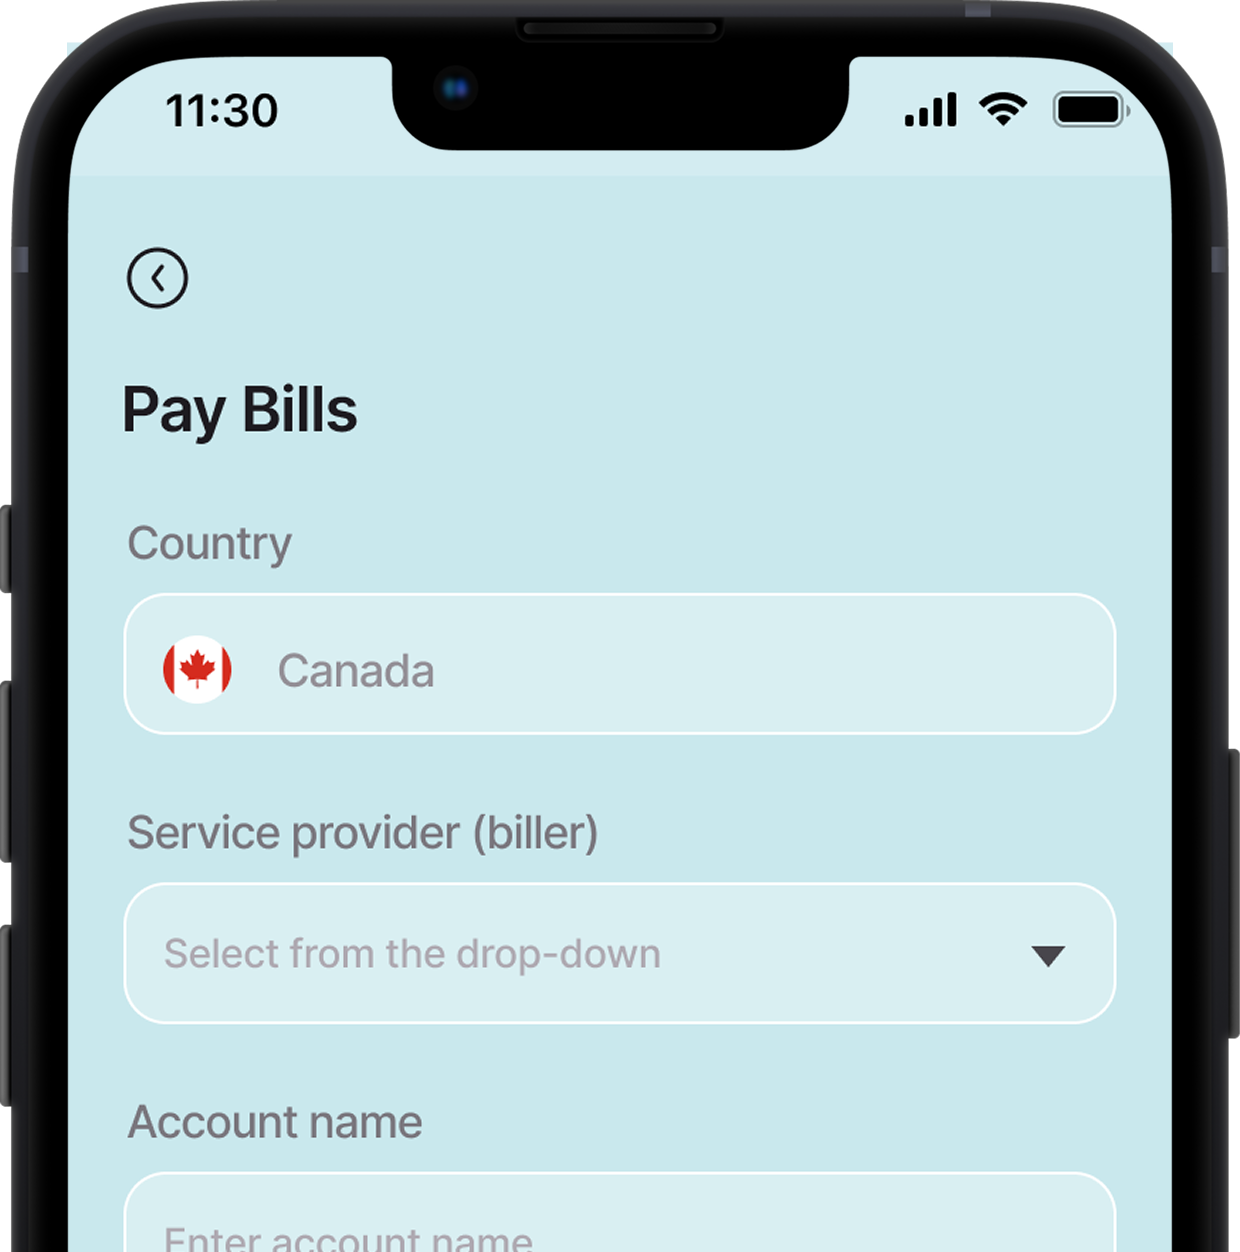 11:30
Pay Bills
Country
Canada
Service provider (biller)
Select from the drop-down
Account name
Enter account name